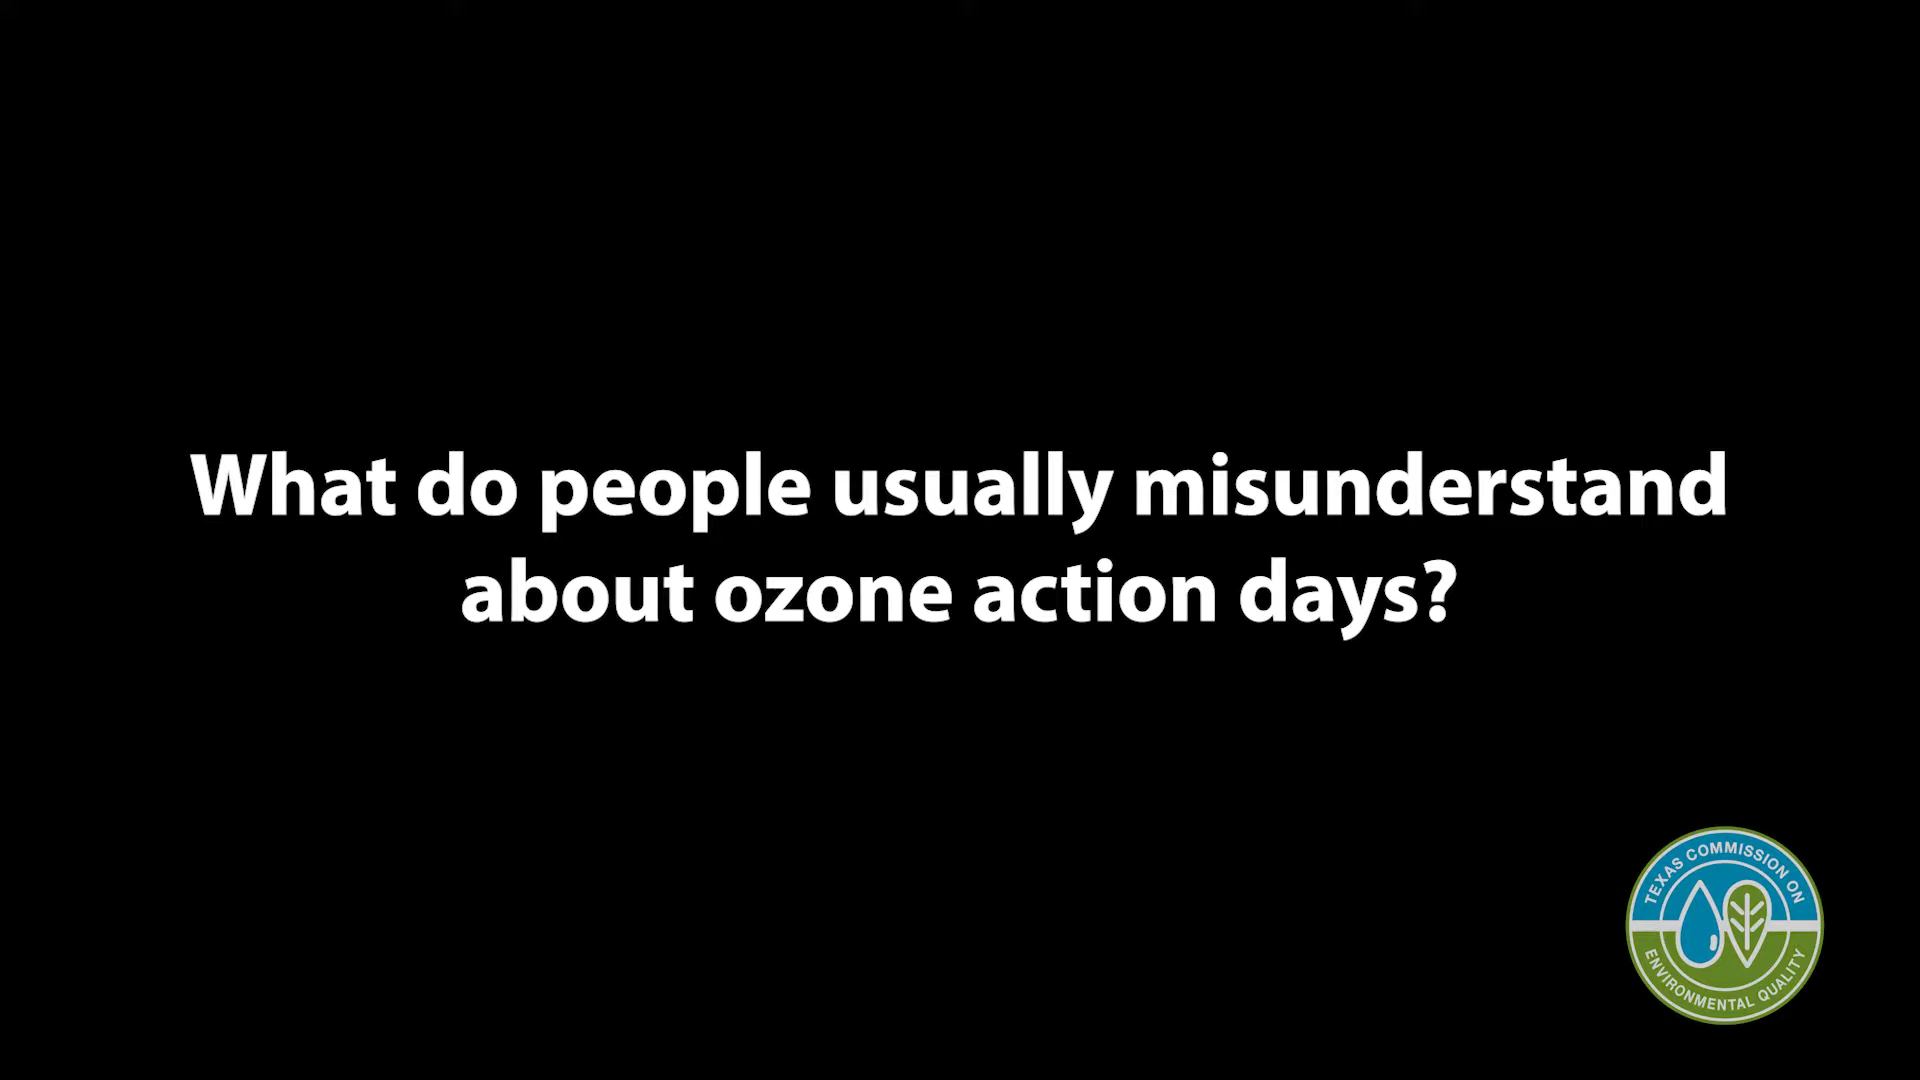 What do people usually misunderstand
about ozone action days?
TEXAS COMMISSION ON
ENVIRONMENTAL QUALITY